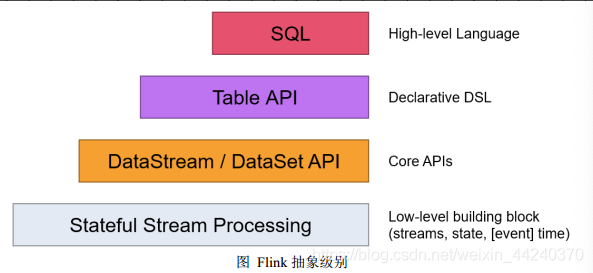 SQL
High-level Language
Table API
Declarative DSL
DataStream / DataSet API
Core APIs
Stateful Stream Processing
Low-level building block
(streams, state, [event] time)
https://blog.csdn.net/weixin_44240370
图 Flink 抽象级别